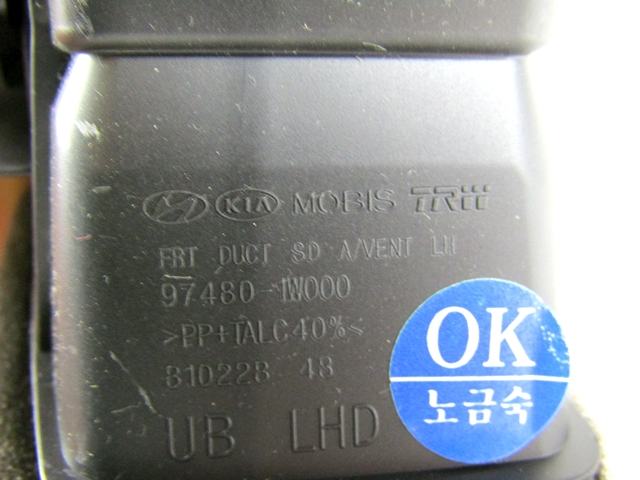 KIA MOBIS TRW
FRT DUCT SD A/VENT LH
97480-1W000
>PP+TALC40%<
310223 48
UB LHD
OK
노금숙